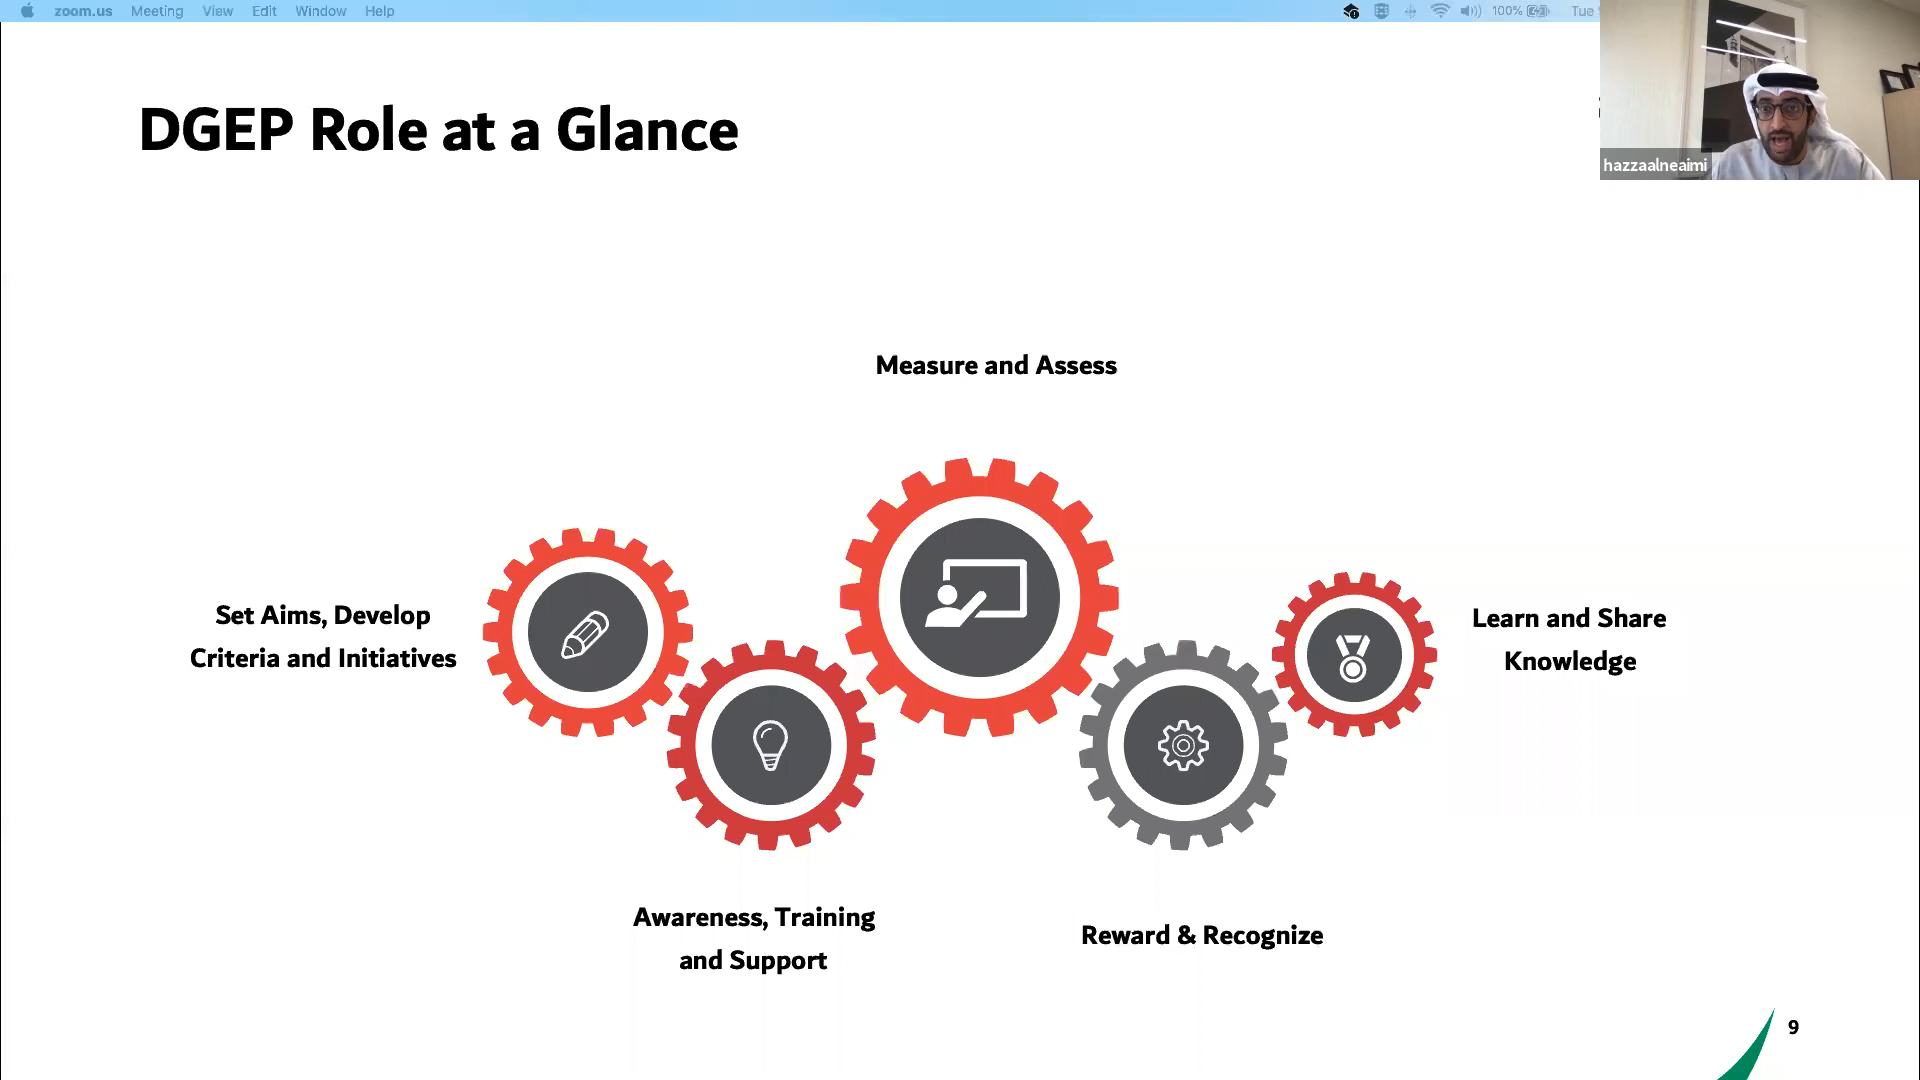 zoom.us Meeting View Edit Window Help
100%
Tue
DGEP Role at a Glance
hazzaalneaimi
Measure and Assess
Set Aims, Develop
Criteria and Initiatives
Learn and Share
Knowledge
Awareness, Training
and Support
Reward & Recognize
9